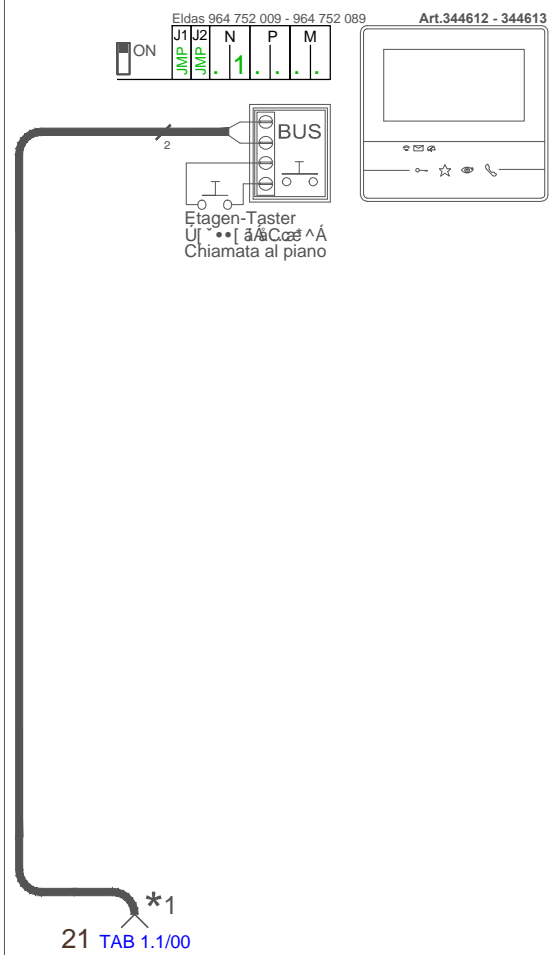 Eldas 964 752 009 - 964 752 089
Art.344612 - 344613
ON
J1 J2 N P M
JMP JMP . 1 . . . .
BUS
2
Etagen-Taster
Chiamata al piano
*1
21 TAB 1.1/00